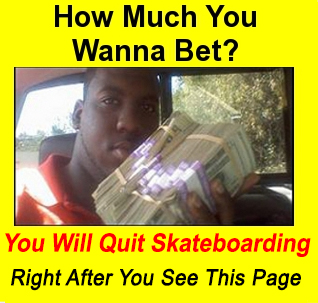 How Much You
Wanna Bet?
You Will Quit Skateboarding
Right After You See This Page